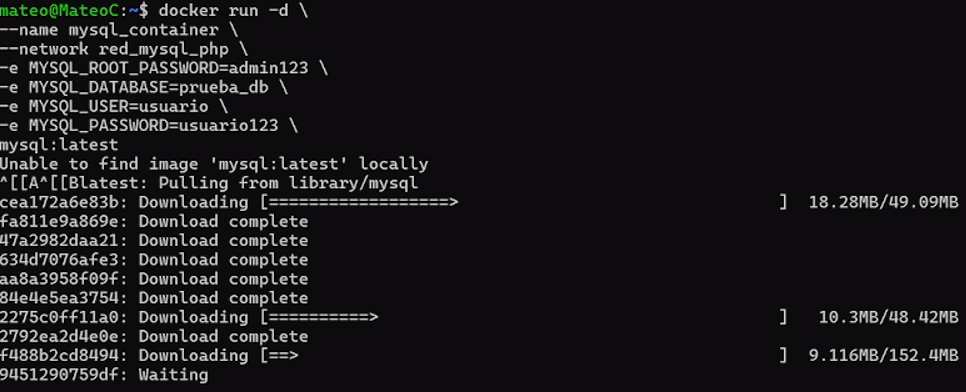 mateo@MateoC:~$ docker run -d \
--name mysql_container \
--network red_mysql_php \
-e MYSQL_ROOT_PASSWORD=admin123 \
-e MYSQL_DATABASE=prueba_db \
-e MYSQL_USER=usuario \
-e MYSQL_PASSWORD=usuario123 \
mysql:latest
Unable to find image 'mysql:latest' locally
^[[A^[[Blatest: Pulling from library/mysql
cea172a6e83b: Downloading [==================>                                ]  18.28MB/49.09MB
fa811e9a869e: Download complete
47a2982daa21: Download complete
634d7076afe3: Download complete
aa8a3958f09f: Download complete
84e4e5ea3754: Download complete
2275c0ff11a0: Downloading [==========>                                        ]   10.3MB/48.42MB
2792ea2d4e0e: Download complete
f488b2cd8494: Downloading [==>                                                ]  9.116MB/152.4MB
9451290759df: Waiting